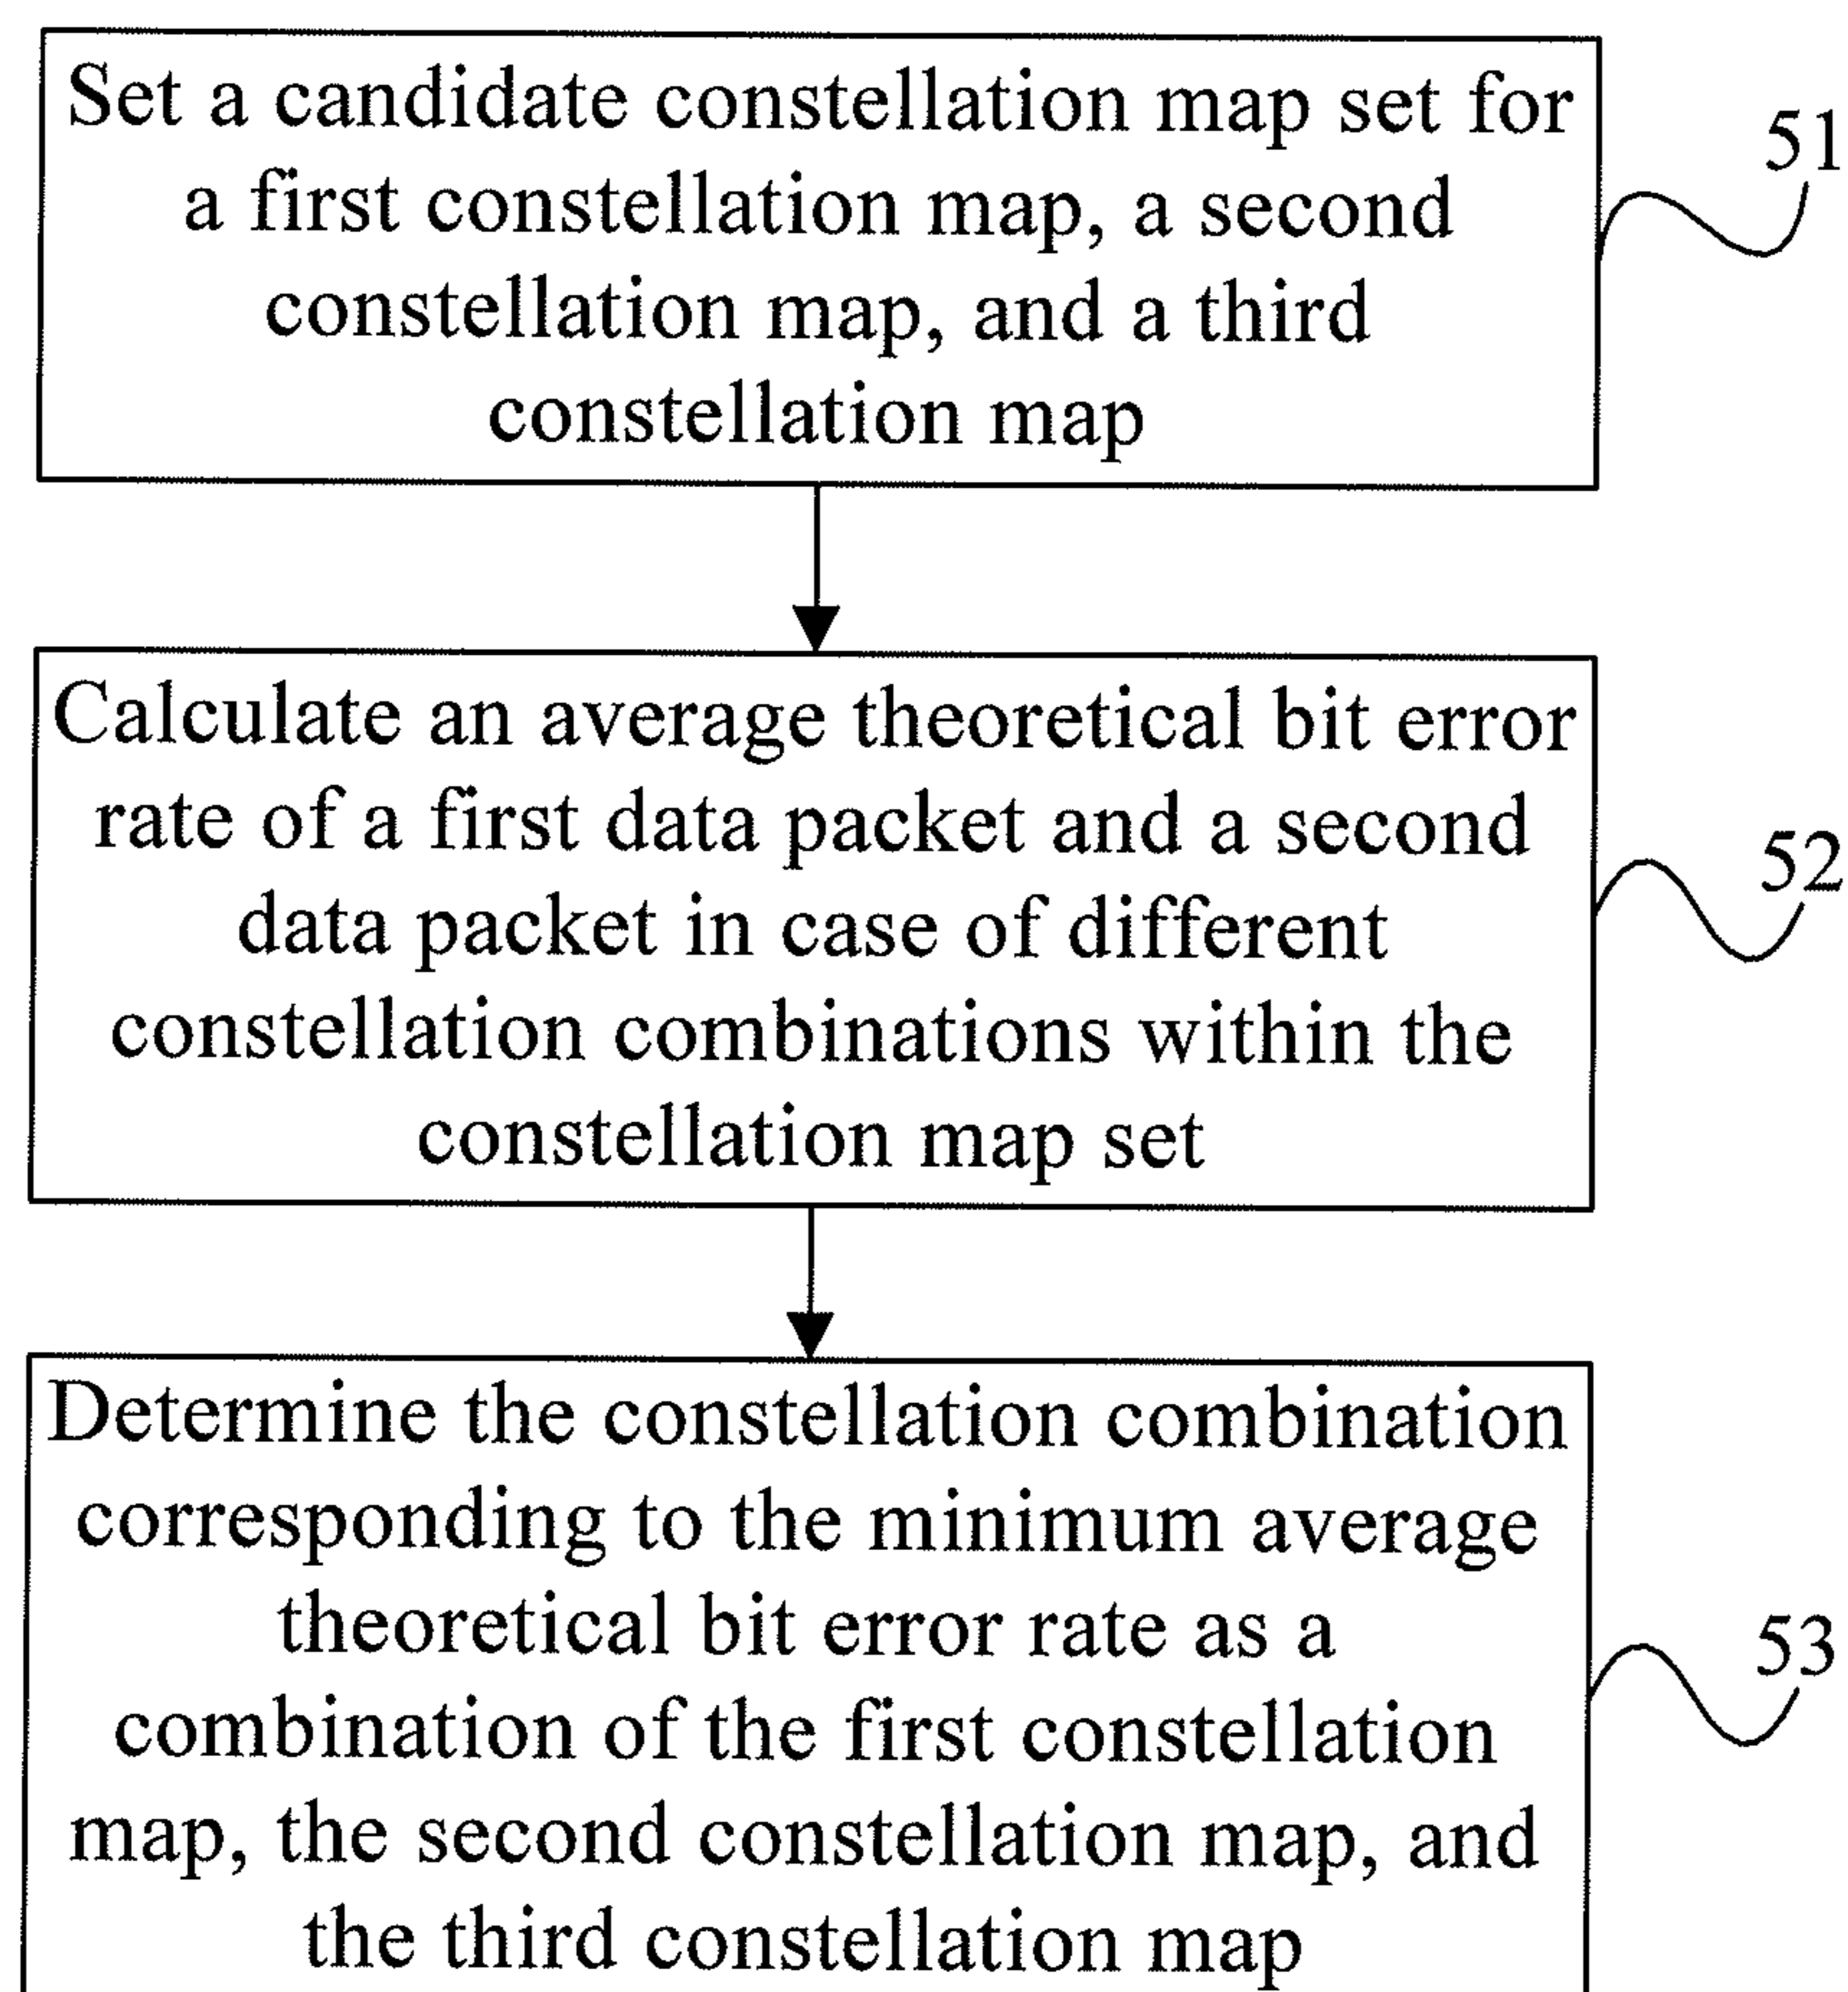 Set a candidate constellation map set for
a first constellation map, a second
constellation map, and a third
constellation map
51
Calculate an average theoretical bit error
rate of a first data packet and a second
data packet in case of different
constellation combinations within the
constellation map set
52
Determine the constellation combination
corresponding to the minimum average
theoretical bit error rate as a
combination of the first constellation
map, the second constellation map, and
the third constellation map
53